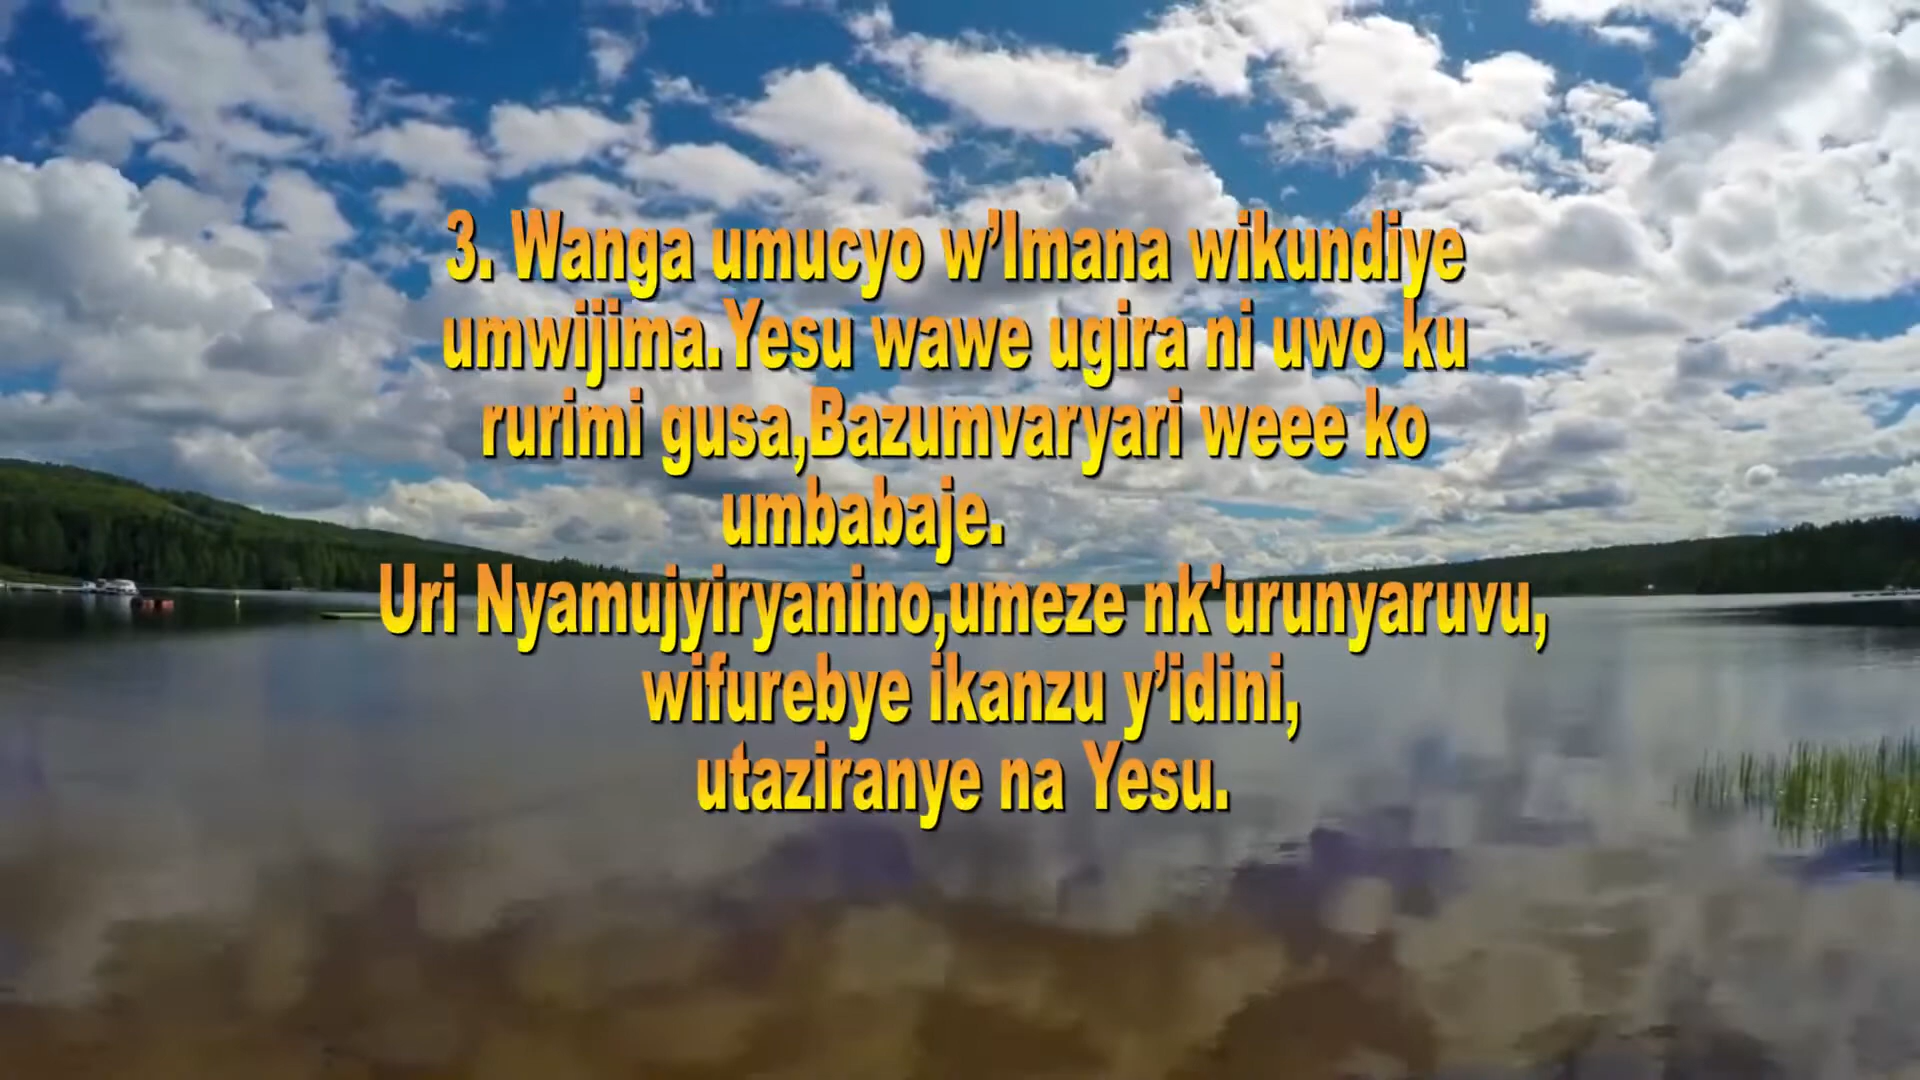 3. Wanga umucyo w’Imana wikundiye
umwijima.Yesu wawe ugira ni uwo ku
rurimi gusa,Bazumvaryari weee ko
umbabaje.
Uri Nyamujyiryanino,umeze nk'urunyaruvu,
wifurebye ikanzu y’idini,
utaziranye na Yesu.